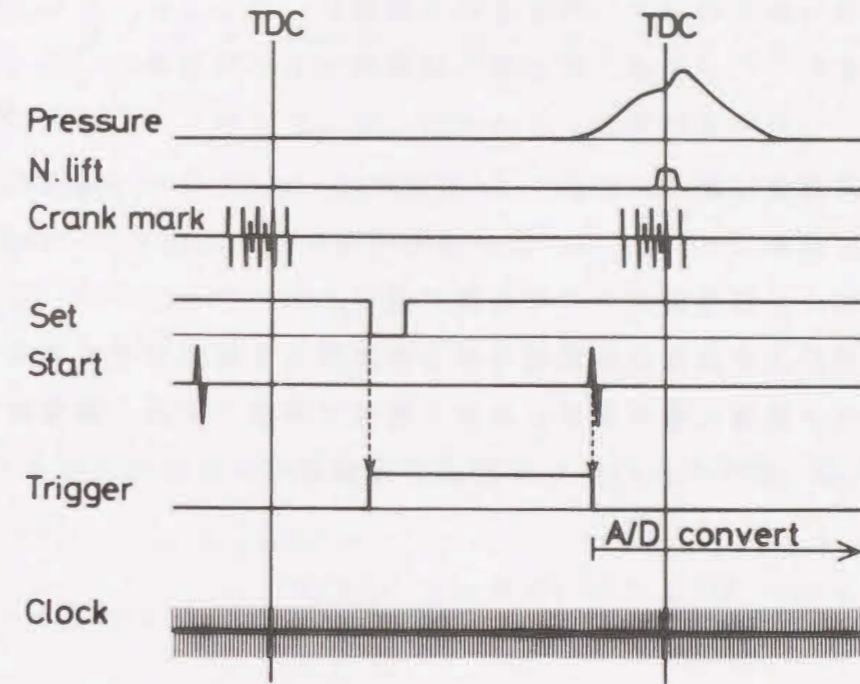 TDC TDC
Pressure
N. lift
Crank mark
Set
Start
Trigger
A/D convert
Clock